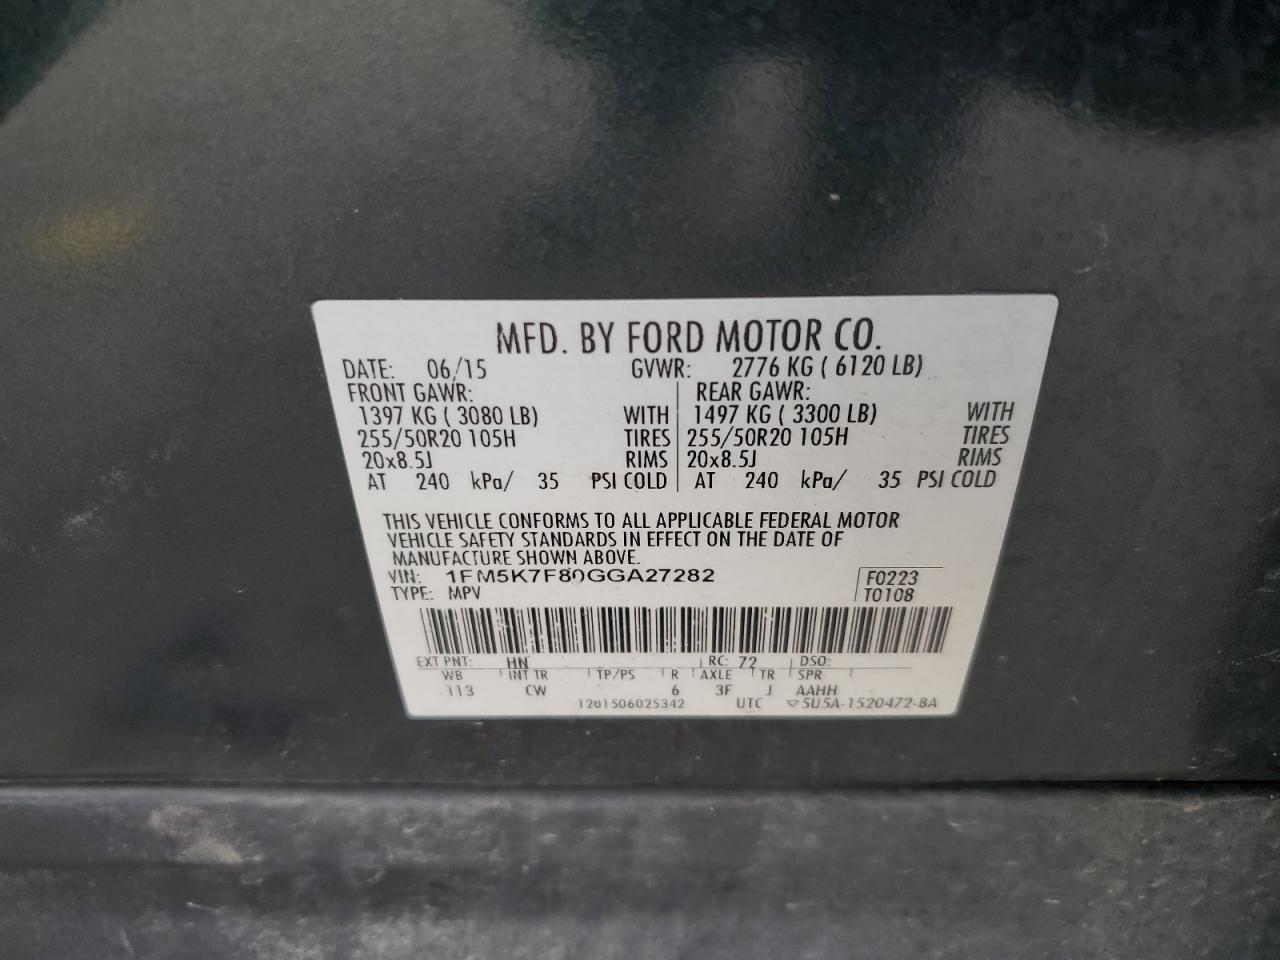 MFD. BY FORD MOTOR CO.
DATE: 06/15 GVWR: 2776 KG ( 6120 LB)
FRONT GAWR: REAR GAWR:
1397 KG ( 3080 LB) WITH 1497 KG ( 3300 LB) WITH
255/50R20 105H TIRES 255/50R20 105H TIRES
20x8.5J RIMS 20x8.5J RIMS
AT 240 kPa/ 35 PSI COLD AT 240 kPa/ 35 PSI COLD
THIS VEHICLE CONFORMS TO ALL APPLICABLE FEDERAL MOTOR
VEHICLE SAFETY STANDARDS IN EFFECT ON THE DATE OF
MANUFACTURE SHOWN ABOVE.
VIN: 1FM5K7F80GGA27282 F0223
TYPE: MPV T0108
EXT PNT: HN RC: 72 DSO:
WB INT TR TP/PS R AXLE TR SPR
113 CW 6 3F J AAHH
1201506025342 UTC ▽5U5A-1520472-BA